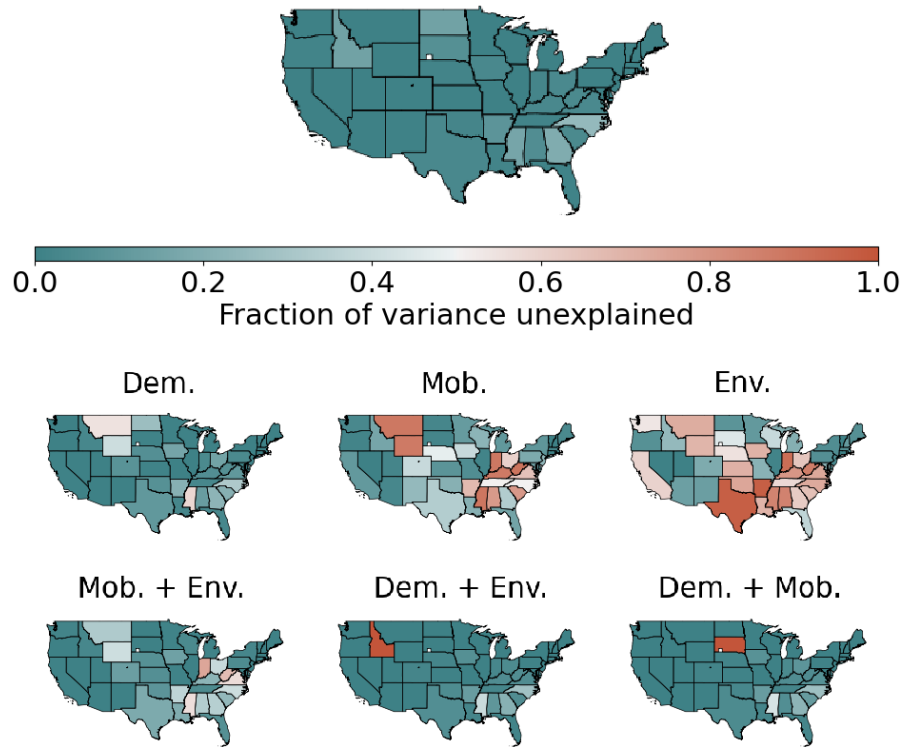 0.0 0.2 0.4 0.6 0.8 1.0
Fraction of variance unexplained
Dem. Mob. Env.
Mob. + Env. Dem. + Env. Dem. + Mob.